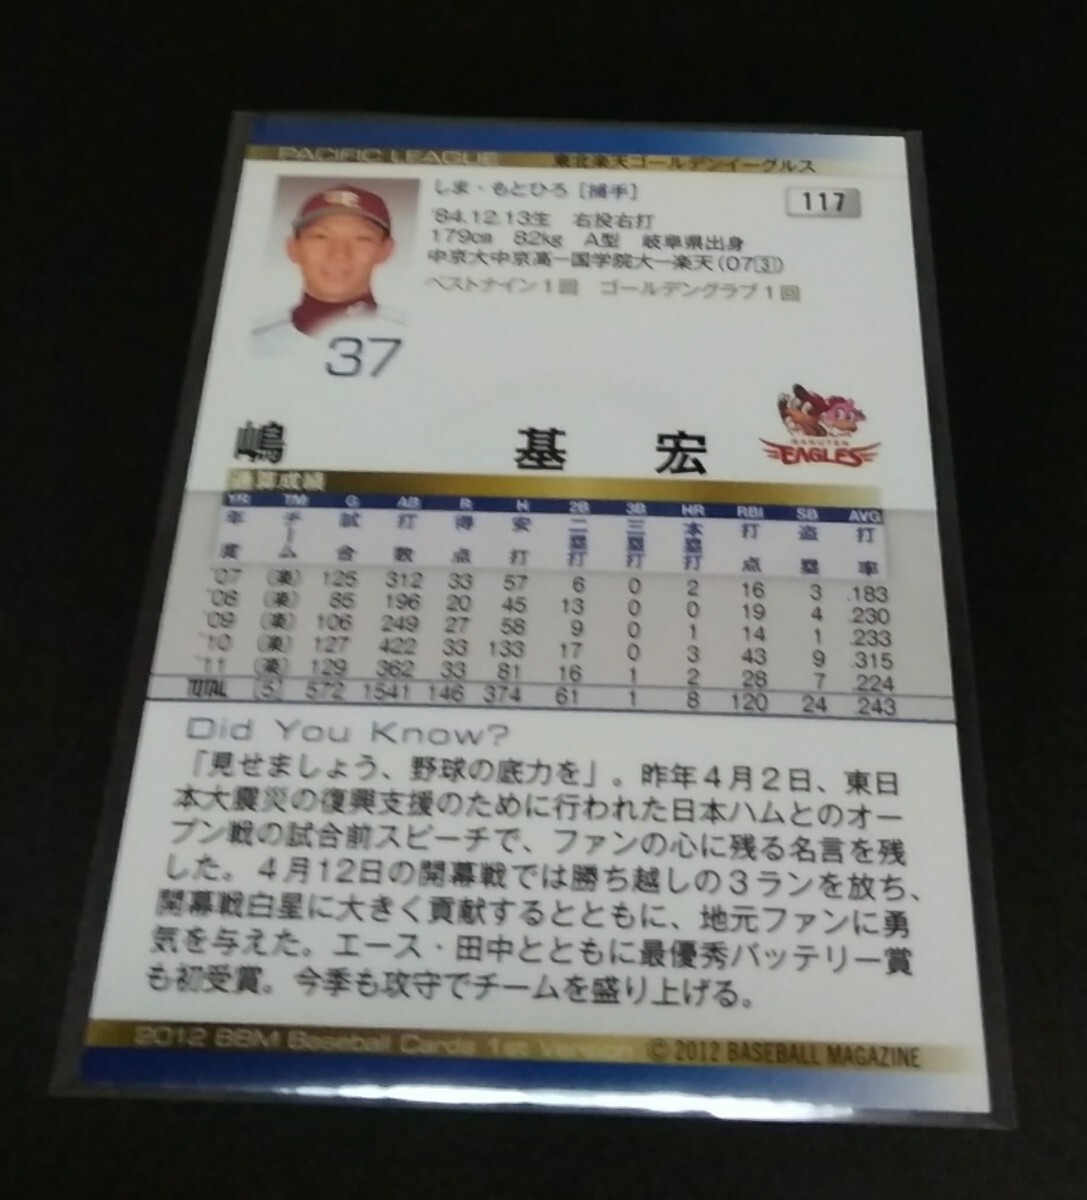 PACIFIC LEAGUE 東北楽天ゴールデンイーグルス
しま・もとひろ [捕手]
117
'84.12.13生 右投右打
179cm 82kg A型 岐阜県出身
中京大中京高ー国学院大ー楽天(07③)
ベストナイン1回 ゴールデングラブ1回
37
嶋 基 宏
RAKUTEN
EAGLES
通算成績
YR TM G AB R H 2B 3B HR RBI SB AVG
年度 チーム 試合 打数 得点 安打 二塁打 三塁打 本塁打 打点 盗塁 打率
'07 (楽) 125 312 33 57 6 0 2 16 3 .183
'08 (楽) 85 196 20 45 13 0 0 19 4 .230
'09 (楽) 106 249 27 58 9 0 1 14 1 .233
'10 (楽) 127 422 33 133 17 0 3 43 9 .315
'11 (楽) 129 362 33 81 16 1 2 28 7 .224
TOTAL [5] 572 1541 146 374 61 1 8 120 24 .243
Did You Know?
「見せましょう、野球の底力を」。昨年4月2日、東日
本大震災の復興支援のために行われた日本ハムとのオー
プン戦の試合前スピーチで、ファンの心に残る名言を残
した。4月12日の開幕戦では勝ち越しの3ランを放ち、
開幕戦白星に大きく貢献するとともに、地元ファンに勇
気を与えた。エース・田中とともに最優秀バッテリー賞
も初受賞。今季も攻守でチームを盛り上げる。
2012 BBM Baseball Cards 1st Version © 2012 BASEBALL MAGAZINE